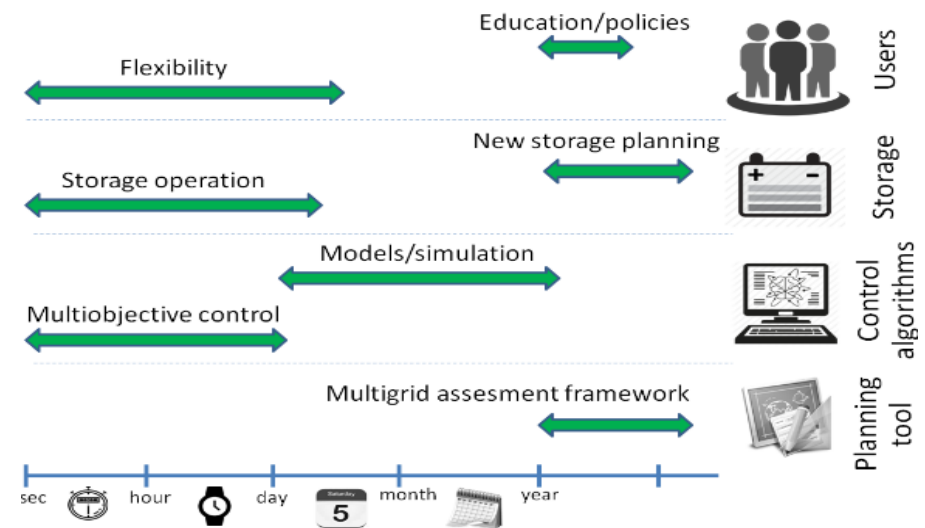 Education/policies
Flexibility
Users
New storage planning
Storage operation
Storage
Models/simulation
Multiobjective control
Control
algorithms
Multigrid assesment framework
Planning
tool
sec
hour
day
month
year
Saturday
5